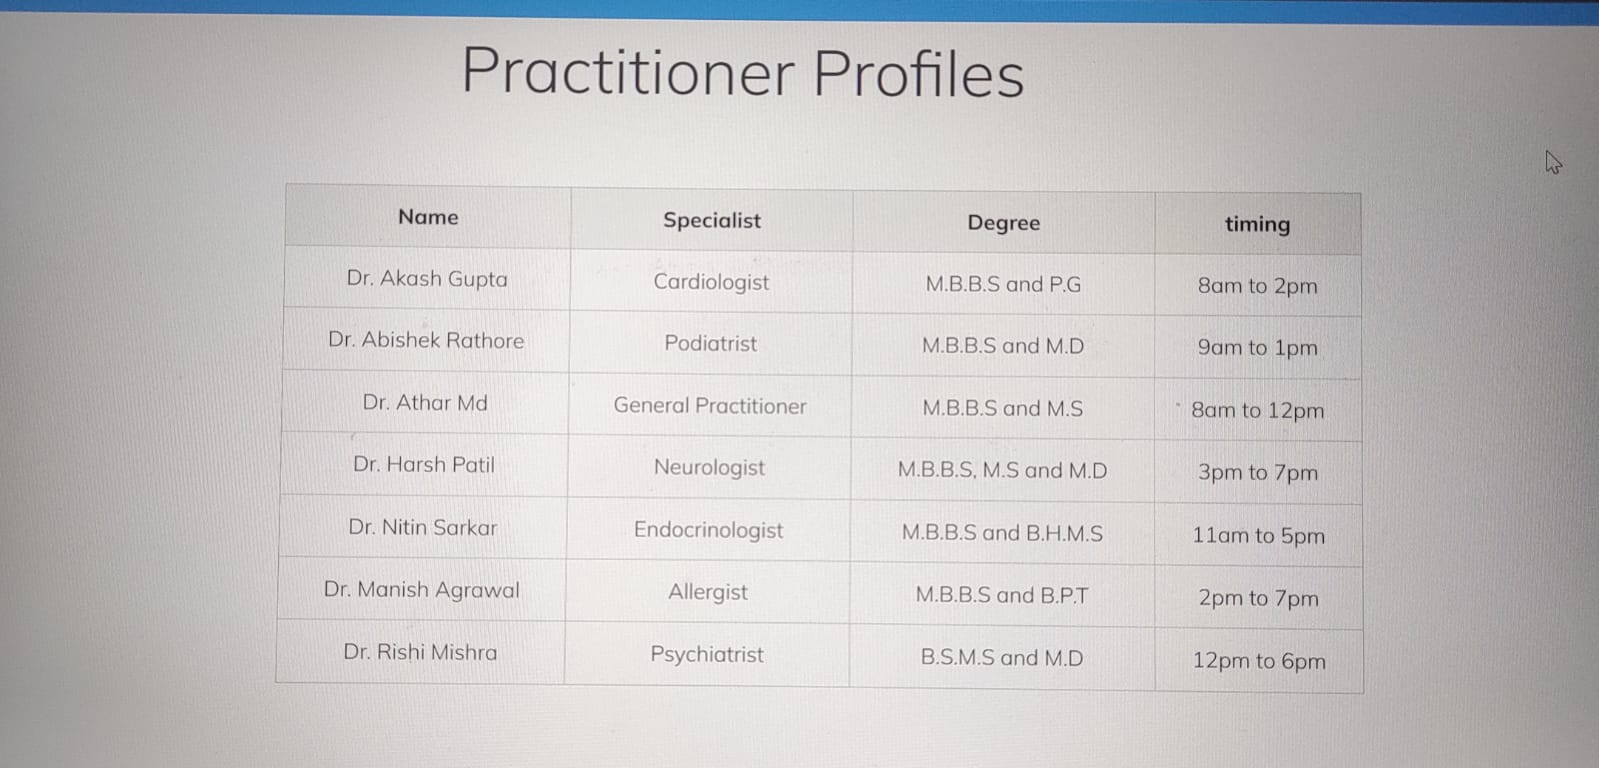 Practitioner Profiles
Name Specialist Degree timing
Dr. Akash Gupta Cardiologist M.B.B.S and P.G 8am to 2pm
Dr. Abishek Rathore Podiatrist M.B.B.S and M.D 9am to 1pm
Dr. Athar Md General Practitioner M.B.B.S and M.S 8am to 12pm
Dr. Harsh Patil Neurologist M.B.B.S, M.S and M.D 3pm to 7pm
Dr. Nitin Sarkar Endocrinologist M.B.B.S and B.H.M.S 11am to 5pm
Dr. Manish Agrawal Allergist M.B.B.S and B.P.T 2pm to 7pm
Dr. Rishi Mishra Psychiatrist B.S.M.S and M.D 12pm to 6pm